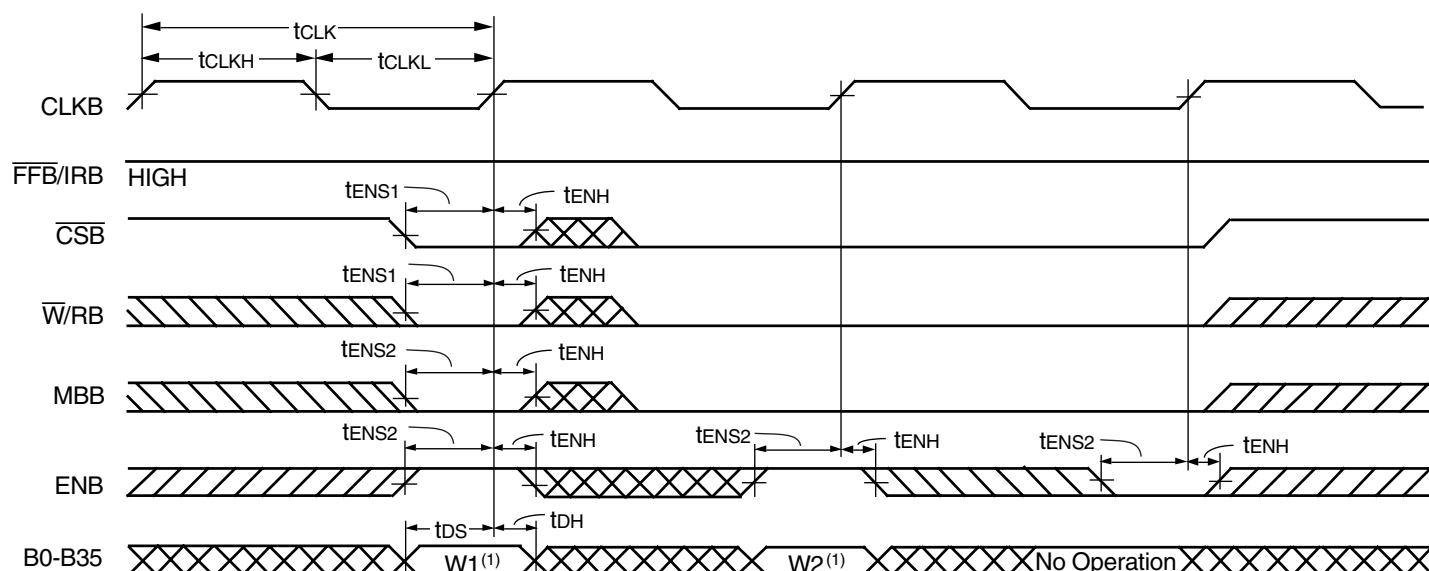 tCLK
tCLKH tCLKL
CLKB
FFB/IRB HIGH
tENS1 tENH
CSB
tENS1 tENH
W/RB
tENS2 tENH
MBB
tENS2 tENH tENS2 tENH tENS2 tENH
ENB
tDS tDH
B0-B35 W1(1) W2(1) No Operation